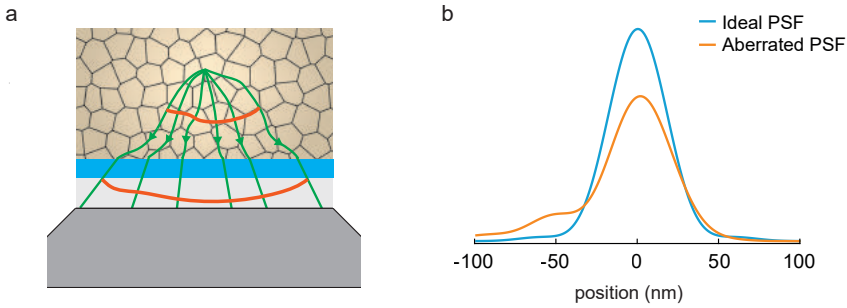 a
b
Ideal PSF
Aberrated PSF
-100
-50
0
50
100
position (nm)